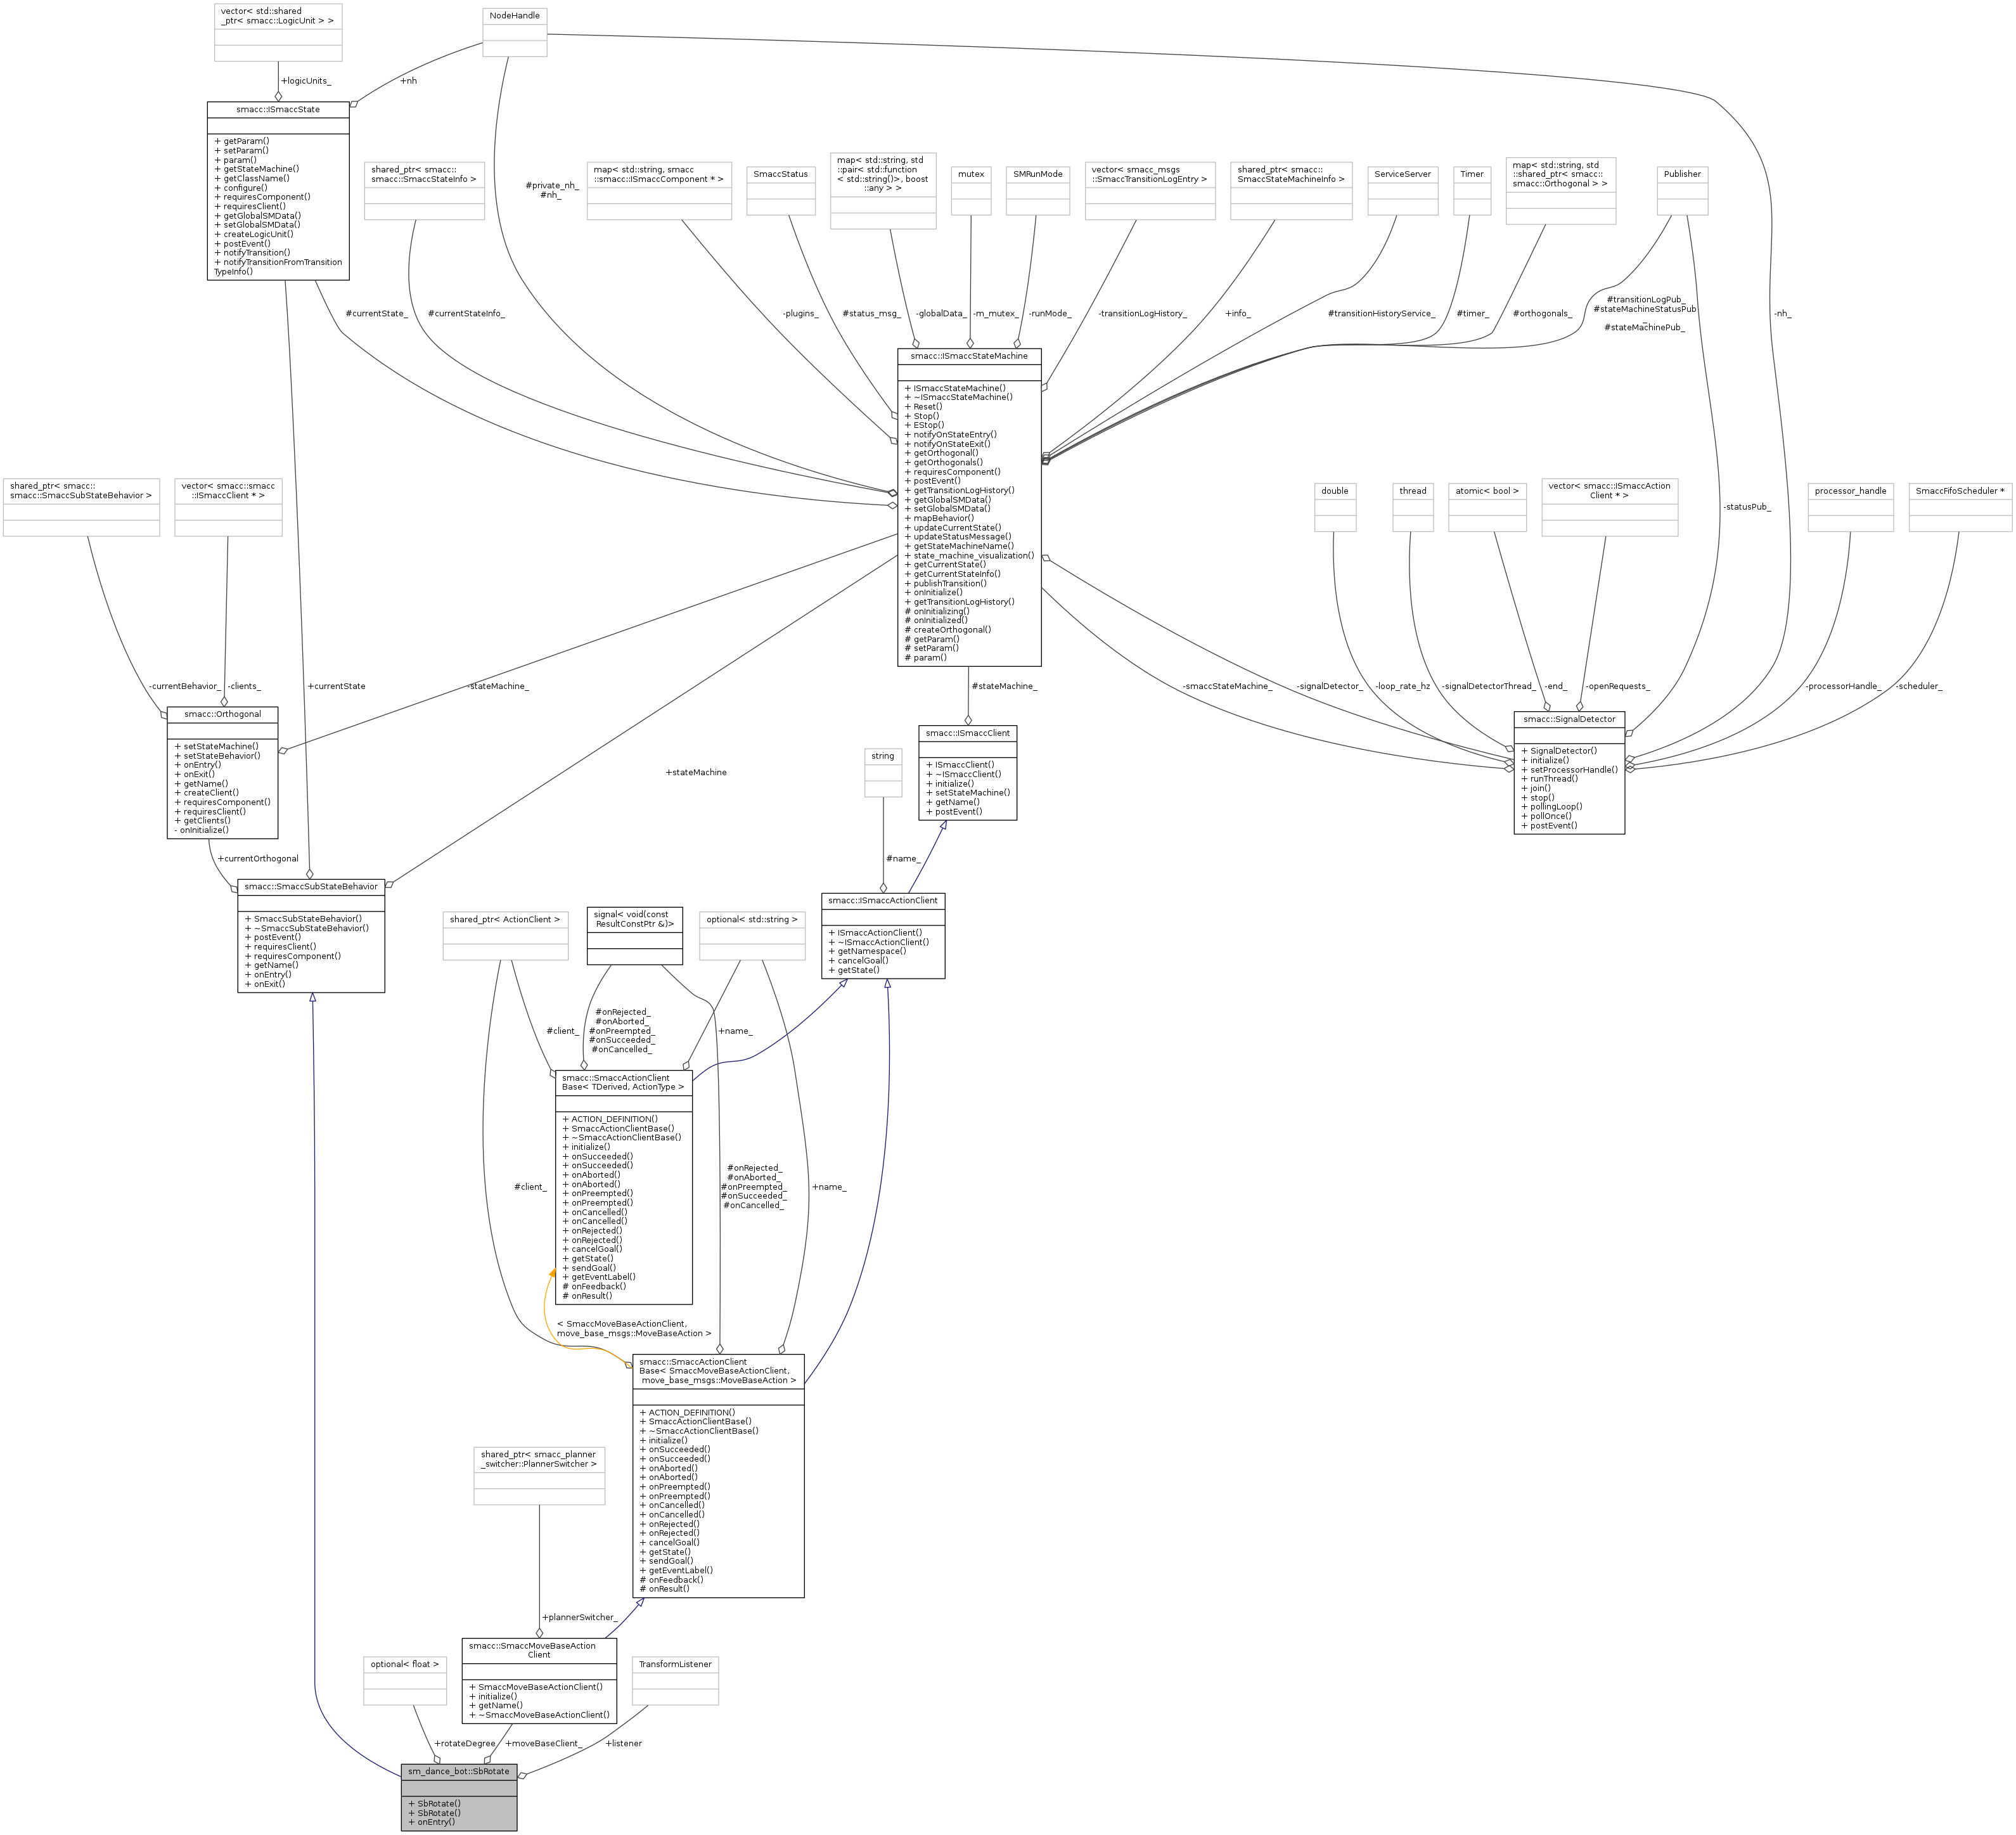 vector< std::shared
_ptr< smacc::LogicUnit > >
NodeHandle
+logicUnits_
+nh
smacc::ISmaccState
+ getParam()
+ setParam()
+ param()
+ getStateMachine()
+ getClassName()
+ configure()
+ requiresComponent()
+ requiresClient()
+ getGlobalSMData()
+ setGlobalSMData()
+ createLogicUnit()
+ postEvent()
+ notifyTransition()
+ notifyTransitionFromTransition
TypeInfo()
shared_ptr< smacc::
smacc::SmaccStateInfo >
#private_nh_
#nh_
map< std::string, smacc
::smacc::ISmaccComponent * >
SmaccStatus
map< std::string, std
::pair< std::function
< std::string()>, boost
::any > >
mutex
SMRunMode
vector< smacc_msgs
::SmaccTransitionLogEntry >
shared_ptr< smacc::
SmaccStateMachineInfo >
ServiceServer
Timer
map< std::string, std
::shared_ptr< smacc::
smacc::Orthogonal > >
Publisher
#currentState_
#currentStateInfo_
-plugins_
#status_msg_
-globalData_
-m_mutex_
-runMode_
-transitionLogHistory_
+info_
#transitionHistoryService_
#timer_
#orthogonals_
#transitionLogPub_
#stateMachineStatusPub
_
#stateMachinePub_
-nh_
smacc::ISmaccStateMachine
+ ISmaccStateMachine()
+ ~ISmaccStateMachine()
+ Reset()
+ Stop()
+ EStop()
+ notifyOnStateEntry()
+ notifyOnStateExit()
+ getOrthogonal()
+ getOrthogonals()
+ requiresComponent()
+ postEvent()
+ getTransitionLogHistory()
+ getGlobalSMData()
+ setGlobalSMData()
+ mapBehavior()
+ updateCurrentState()
+ updateStatusMessage()
+ getStateMachineName()
+ state_machine_visualization()
+ getCurrentState()
+ getCurrentStateInfo()
+ publishTransition()
+ onInitialize()
+ getTransitionLogHistory()
# onInitializing()
# onInitialized()
# createOrthogonal()
# getParam()
# setParam()
# param()
shared_ptr< smacc::
smacc::SmaccSubStateBehavior >
vector< smacc::smacc
::ISmaccClient * >
double
thread
atomic< bool >
vector< smacc::ISmaccAction
Client * >
-statusPub_
processor_handle
SmaccFifoScheduler *
-currentBehavior_
-clients_
+currentState
-stateMachine_
#stateMachine_
-smaccStateMachine_
-signalDetector_
-loop_rate_hz
-signalDetectorThread_
-end_
-openRequests_
-processorHandle_
-scheduler_
smacc::Orthogonal
+ setStateMachine()
+ setStateBehavior()
+ onEntry()
+ onExit()
+ getName()
+ createClient()
+ requiresComponent()
+ requiresClient()
+ getClients()
- onInitialize()
+stateMachine
string
smacc::ISmaccClient
+ ISmaccClient()
+ ~ISmaccClient()
+ initialize()
+ setStateMachine()
+ getName()
+ postEvent()
smacc::SignalDetector
+ SignalDetector()
+ initialize()
+ setProcessorHandle()
+ runThread()
+ join()
+ stop()
+ pollingLoop()
+ pollOnce()
+ postEvent()
+currentOrthogonal
#name_
smacc::SmaccSubStateBehavior
+ SmaccSubStateBehavior()
+ ~SmaccSubStateBehavior()
+ postEvent()
+ requiresClient()
+ requiresComponent()
+ getName()
+ onEntry()
+ onExit()
shared_ptr< ActionClient >
signal< void(const
ResultConstPtr &)>
optional< std::string >
smacc::ISmaccActionClient
+ ISmaccActionClient()
+ ~ISmaccActionClient()
+ getNamespace()
+ cancelGoal()
+ getState()
#client_
#onRejected_
#onAborted_
#onPreempted_
#onSucceeded_
#onCancelled_
+name_
smacc::SmaccActionClient
Base< TDerived, ActionType >
+ ACTION_DEFINITION()
+ SmaccActionClientBase()
+ ~SmaccActionClientBase()
+ initialize()
+ onSucceeded()
+ onSucceeded()
+ onAborted()
+ onAborted()
+ onPreempted()
+ onPreempted()
+ onCancelled()
+ onCancelled()
+ onRejected()
+ onRejected()
+ cancelGoal()
+ getState()
+ sendGoal()
+ getEventLabel()
# onFeedback()
# onResult()
#client_
#onRejected_
#onAborted_
#onPreempted_
#onSucceeded_
#onCancelled_
+name_
< SmaccMoveBaseActionClient,
move_base_msgs::MoveBaseAction >
smacc::SmaccActionClient
Base< SmaccMoveBaseActionClient,
move_base_msgs::MoveBaseAction >
+ ACTION_DEFINITION()
+ SmaccActionClientBase()
+ ~SmaccActionClientBase()
+ initialize()
+ onSucceeded()
+ onSucceeded()
+ onAborted()
+ onAborted()
+ onPreempted()
+ onPreempted()
+ onCancelled()
+ onCancelled()
+ onRejected()
+ onRejected()
+ cancelGoal()
+ getState()
+ sendGoal()
+ getEventLabel()
# onFeedback()
# onResult()
shared_ptr< smacc_planner
_switcher::PlannerSwitcher >
+plannerSwitcher_
optional< float >
smacc::SmaccMoveBaseAction
Client
+ SmaccMoveBaseActionClient()
+ initialize()
+ getName()
+ ~SmaccMoveBaseActionClient()
TransformListener
+rotateDegree
+moveBaseClient_
+listener
sm_dance_bot::SbRotate
+ SbRotate()
+ SbRotate()
+ onEntry()